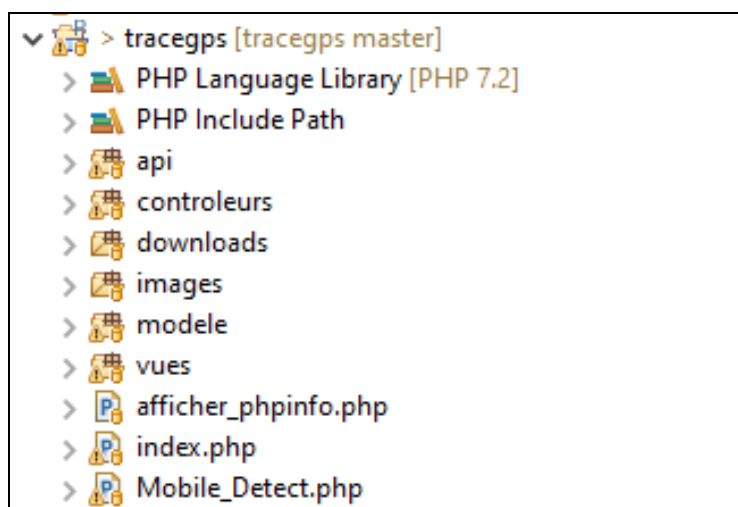 > tracegps [tracegps master]
PHP Language Library [PHP 7.2]
PHP Include Path
api
controleurs
downloads
images
modele
vues
afficher_phpinfo.php
index.php
Mobile_Detect.php